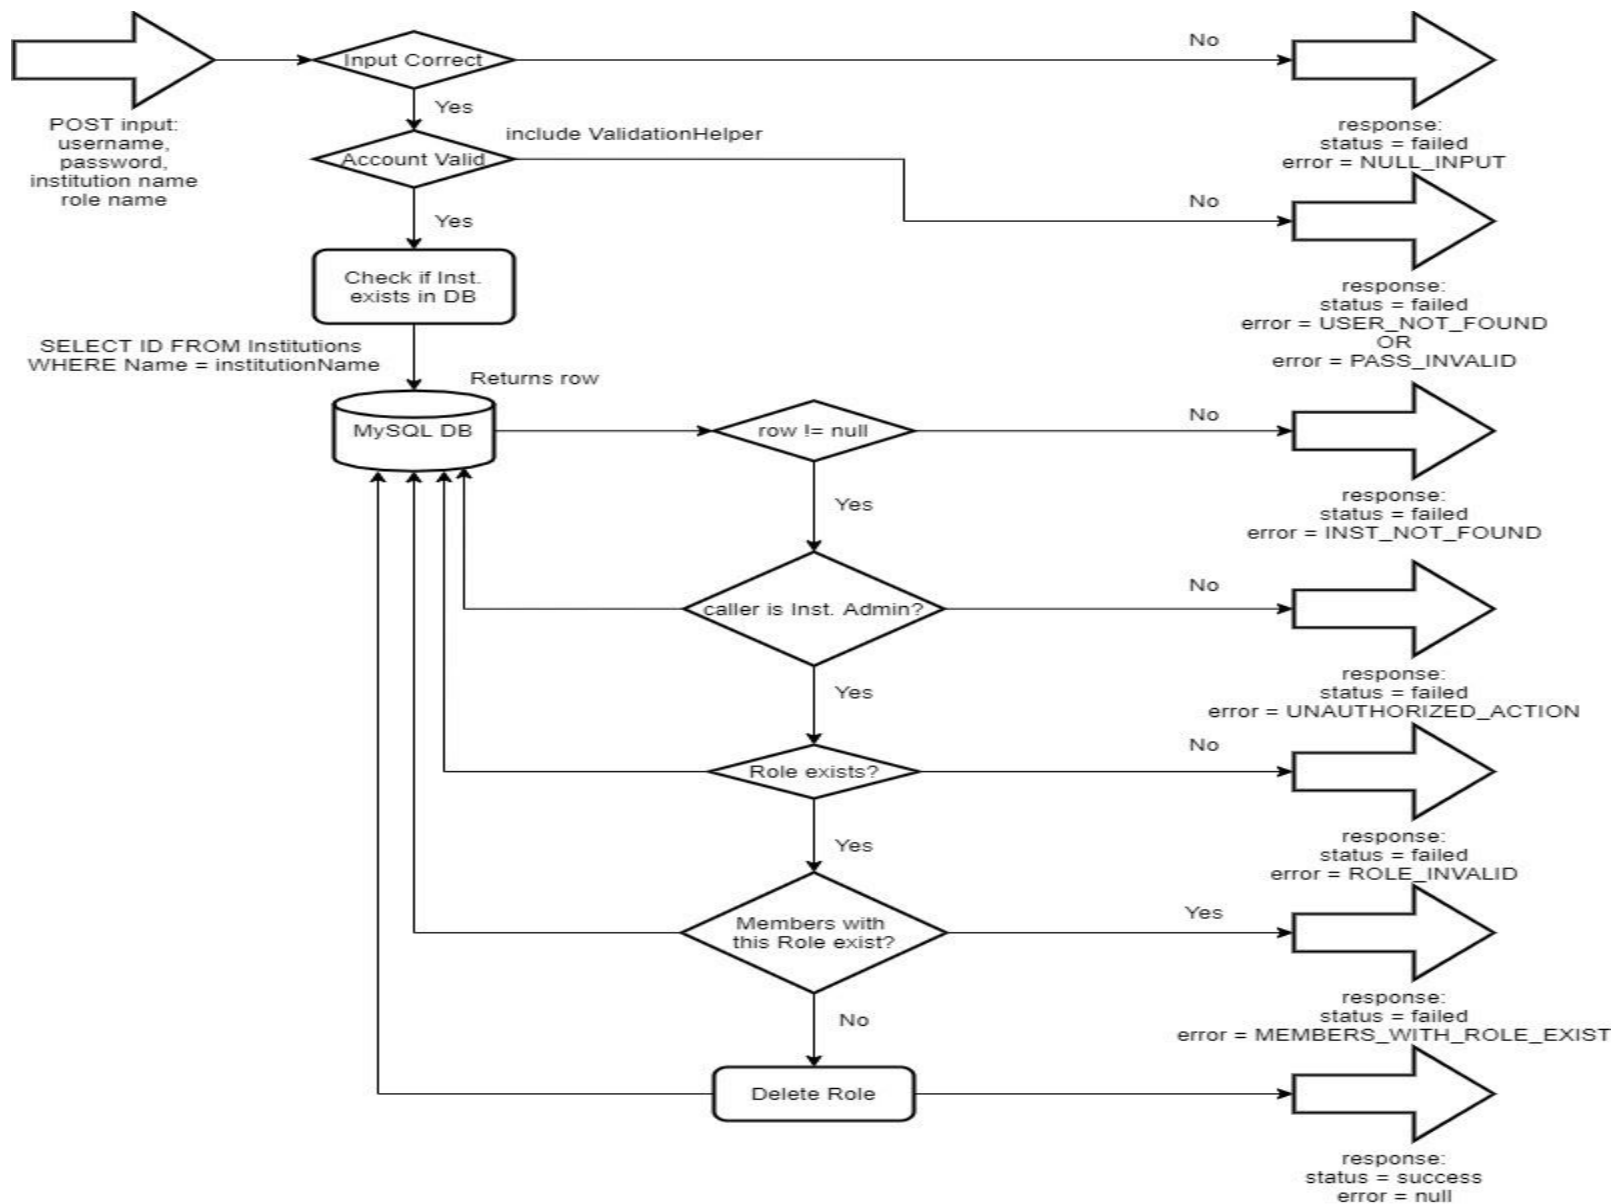 Input Correct
No
POST input:
username,
password,
institution name
role name
Yes
response:
status = failed
error = NULL_INPUT
include ValidationHelper
Account Valid
No
Yes
Check if Inst.
exists in DB
response:
status = failed
error = USER_NOT_FOUND
OR
error = PASS_INVALID
SELECT ID FROM Institutions
WHERE Name = institutionName
Returns row
MySQL DB
row != null
No
Yes
response:
status = failed
error = INST_NOT_FOUND
caller is Inst. Admin?
No
Yes
response:
status = failed
error = UNAUTHORIZED_ACTION
Role exists?
No
Yes
response:
status = failed
error = ROLE_INVALID
Members with
this Role exist?
Yes
No
response:
status = failed
error = MEMBERS_WITH_ROLE_EXIST
Delete Role
response:
status = success
error = null